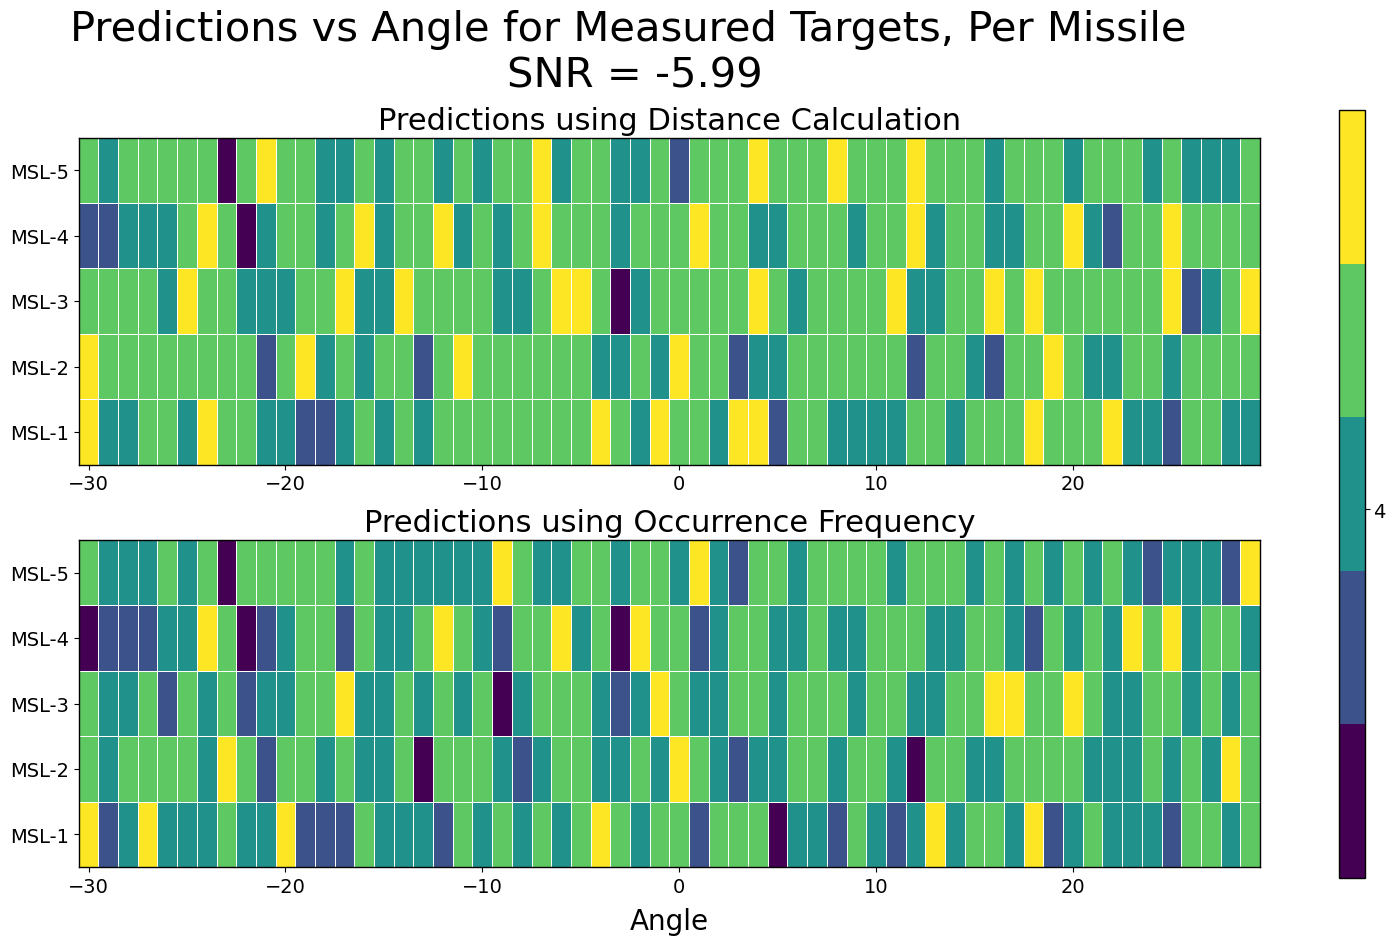 Predictions vs Angle for Measured Targets, Per Missile
SNR = -5.99
Predictions using Distance Calculation
MSL-5
MSL-4
MSL-3
MSL-2
MSL-1
−30 −20 −10 0 10 20
4
Predictions using Occurrence Frequency
MSL-5
MSL-4
MSL-3
MSL-2
MSL-1
−30 −20 −10 0 10 20
Angle